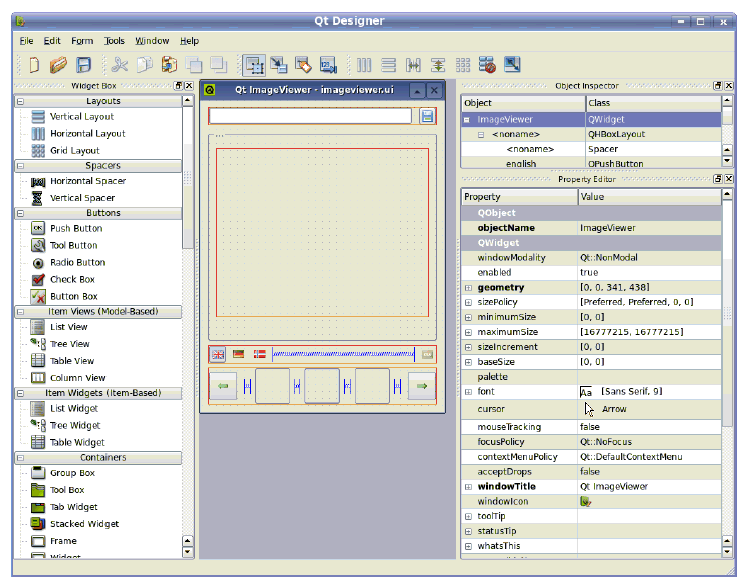 Qt Designer
File Edit Form Tools Window Help
Widget Box
Layouts
Vertical Layout
Horizontal Layout
Grid Layout
Spacers
Horizontal Spacer
Vertical Spacer
Buttons
OK
Push Button
Tool Button
Radio Button
Check Box
Button Box
Item Views (Model-Based)
List View
Tree View
Table View
Column View
Item Widgets (Item-Based)
List Widget
Tree Widget
Table Widget
Containers
Group Box
Tool Box
Tab Widget
Stacked Widget
Frame
Widget
Qt ImageViewer - imageviewer.ui
...
Object Inspector
Object Class
ImageViewer QWidget
<noname> QHBoxLayout
<noname> Spacer
english QPushButton
Property Editor
Property Value
QObject
objectName ImageViewer
QWidget
windowModality Qt::NonModal
enabled true
geometry [0, 0, 341, 438]
sizePolicy [Preferred, Preferred, 0, 0]
minimumSize [0, 0]
maximumSize [16777215, 16777215]
sizeIncrement [0, 0]
baseSize [0, 0]
palette
font Aa [Sans Serif, 9]
cursor Arrow
mouseTracking false
focusPolicy Qt::NoFocus
contextMenuPolicy Qt::DefaultContextMenu
acceptDrops false
windowTitle Qt ImageViewer
windowIcon
toolTip
statusTip
whatsThis